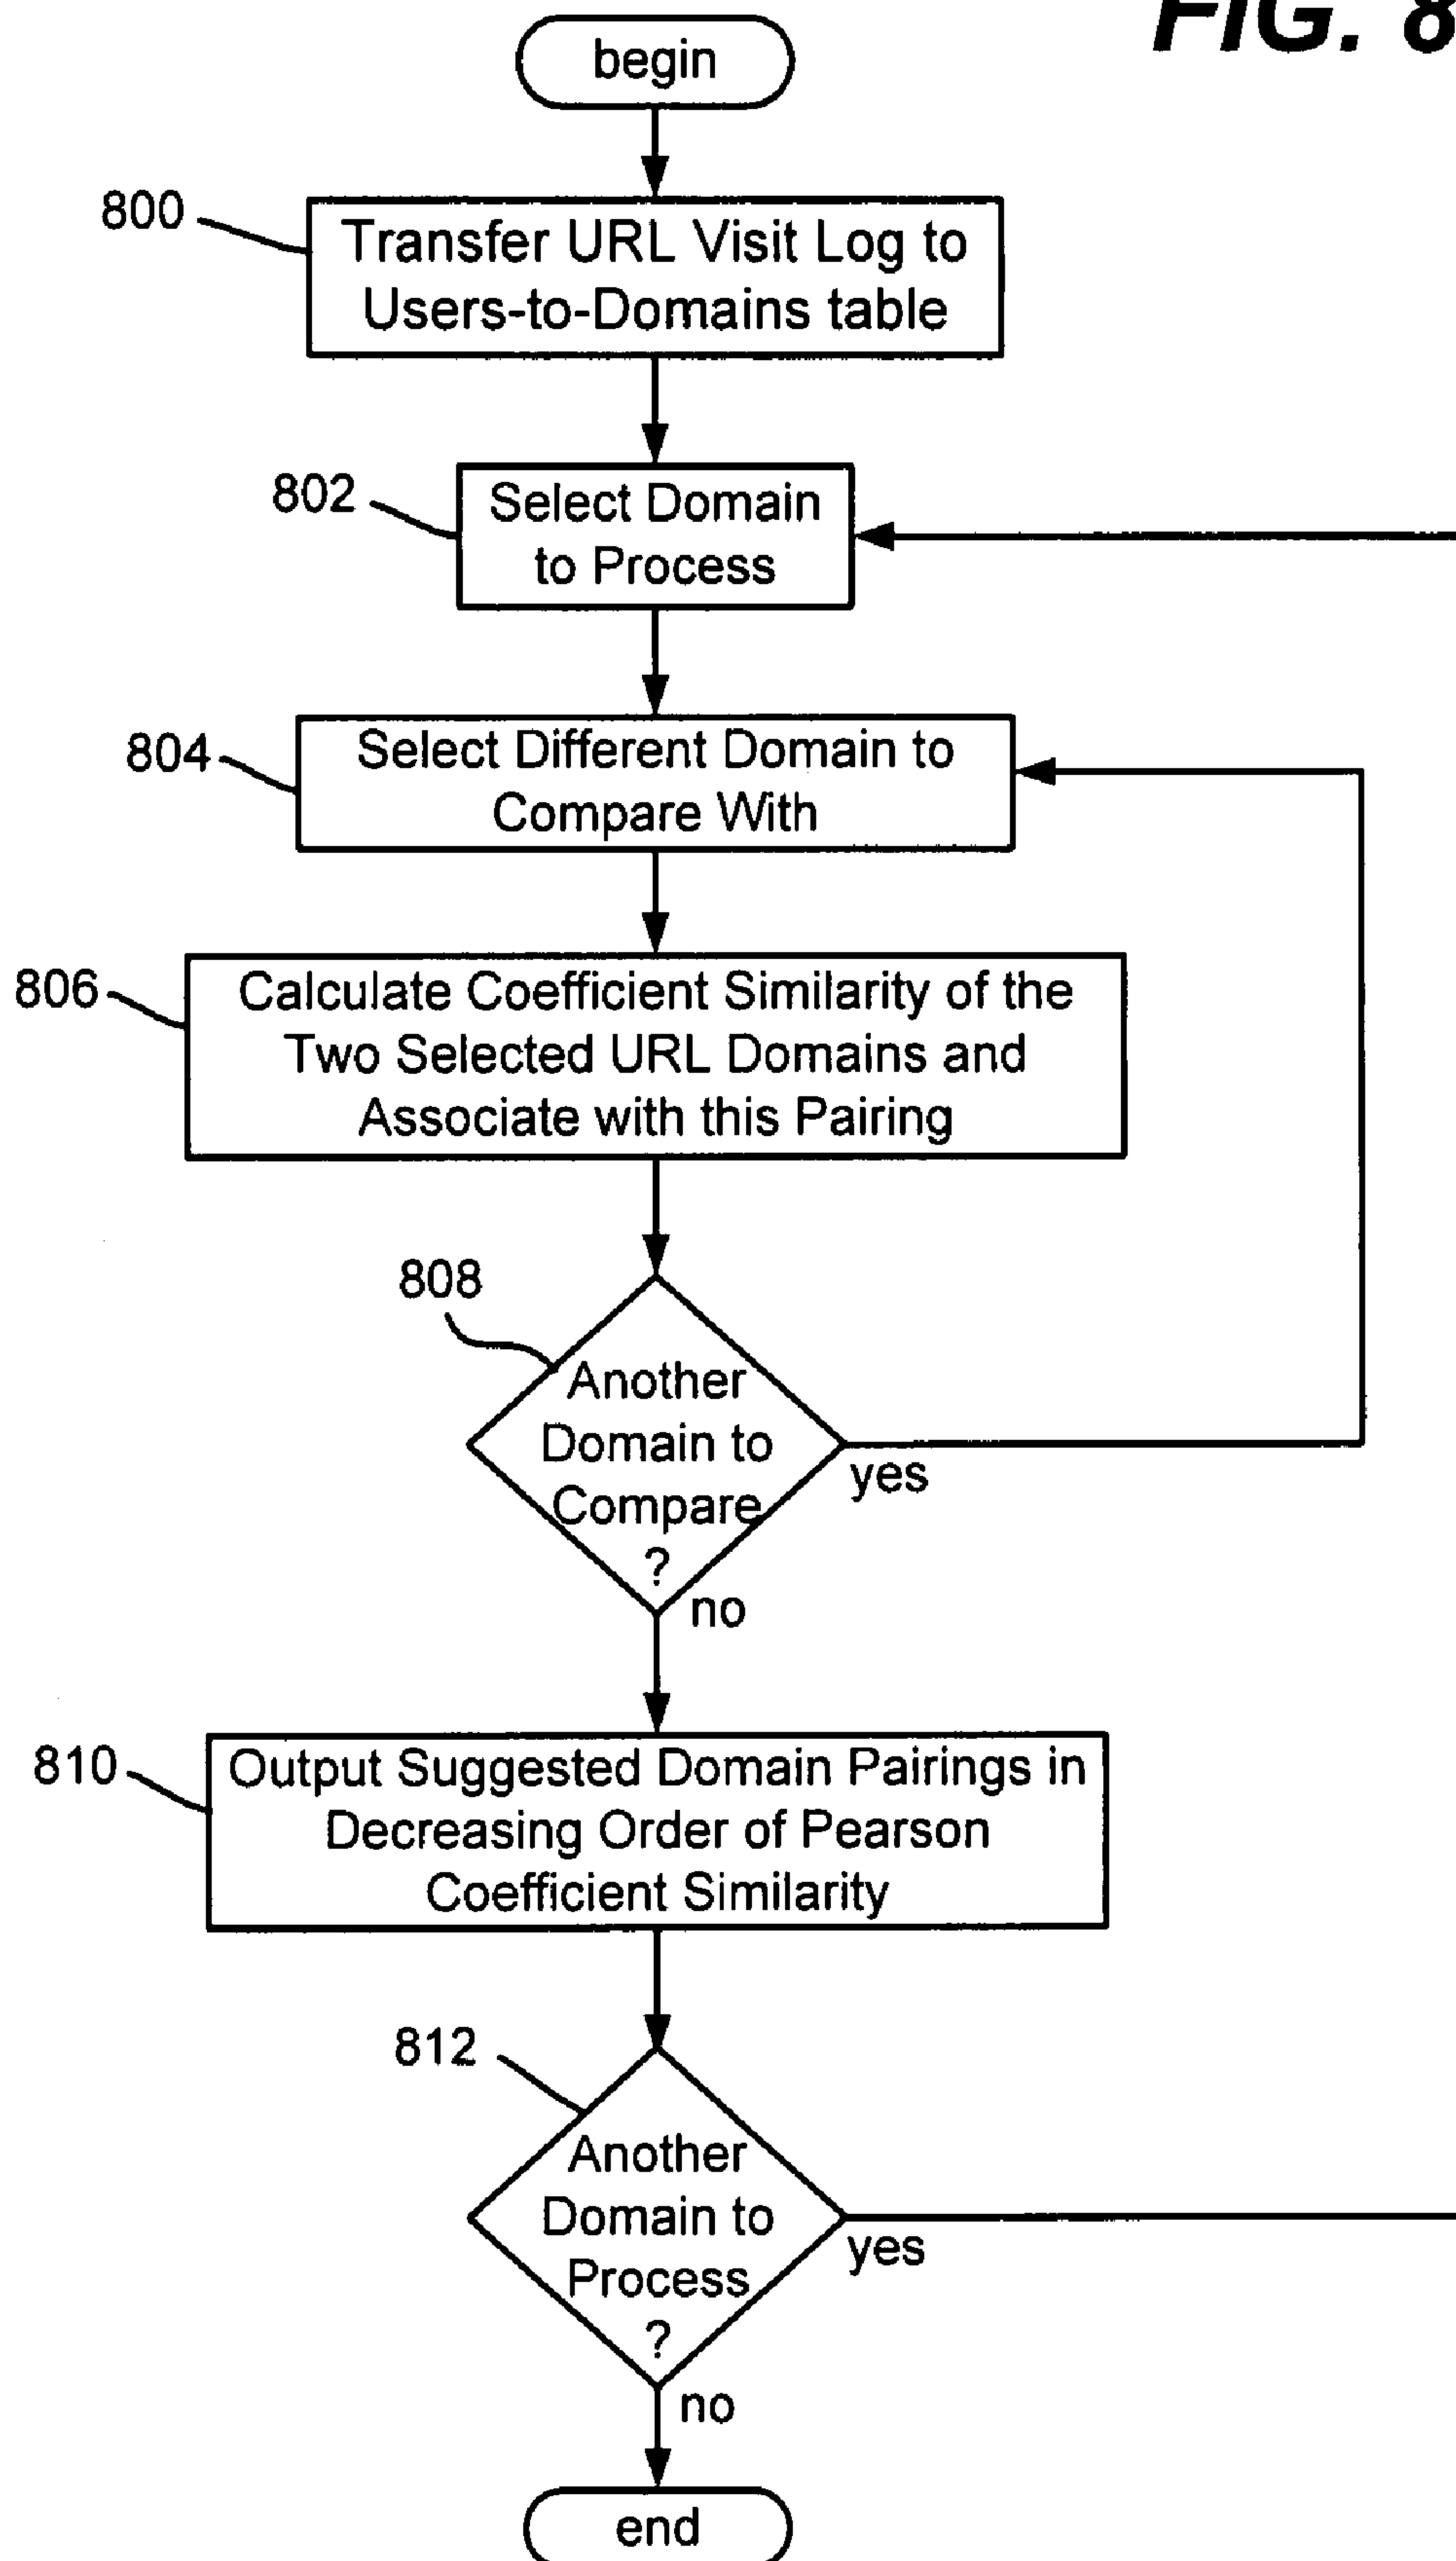 FIG. 8
begin
800
Transfer URL Visit Log to
Users-to-Domains table
802
Select Domain
to Process
804
Select Different Domain to
Compare With
806
Calculate Coefficient Similarity of the
Two Selected URL Domains and
Associate with this Pairing
808
Another
Domain to
Compare
?
yes
no
810
Output Suggested Domain Pairings in
Decreasing Order of Pearson
Coefficient Similarity
812
Another
Domain to
Process
?
yes
no
end